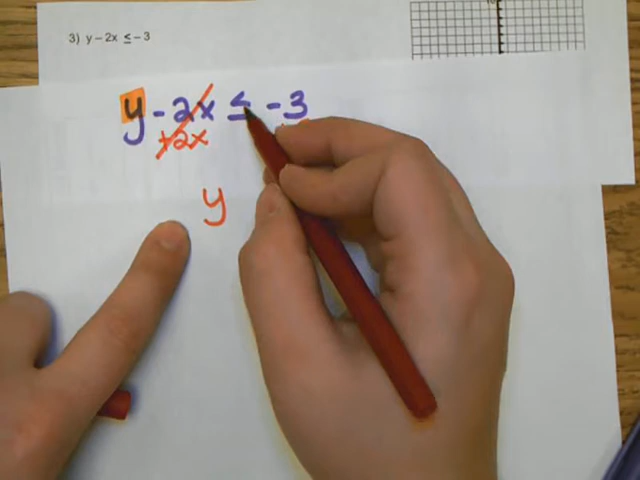 3) y – 2x ≤ – 3
y - 2x ≤ - 3
+2x
y